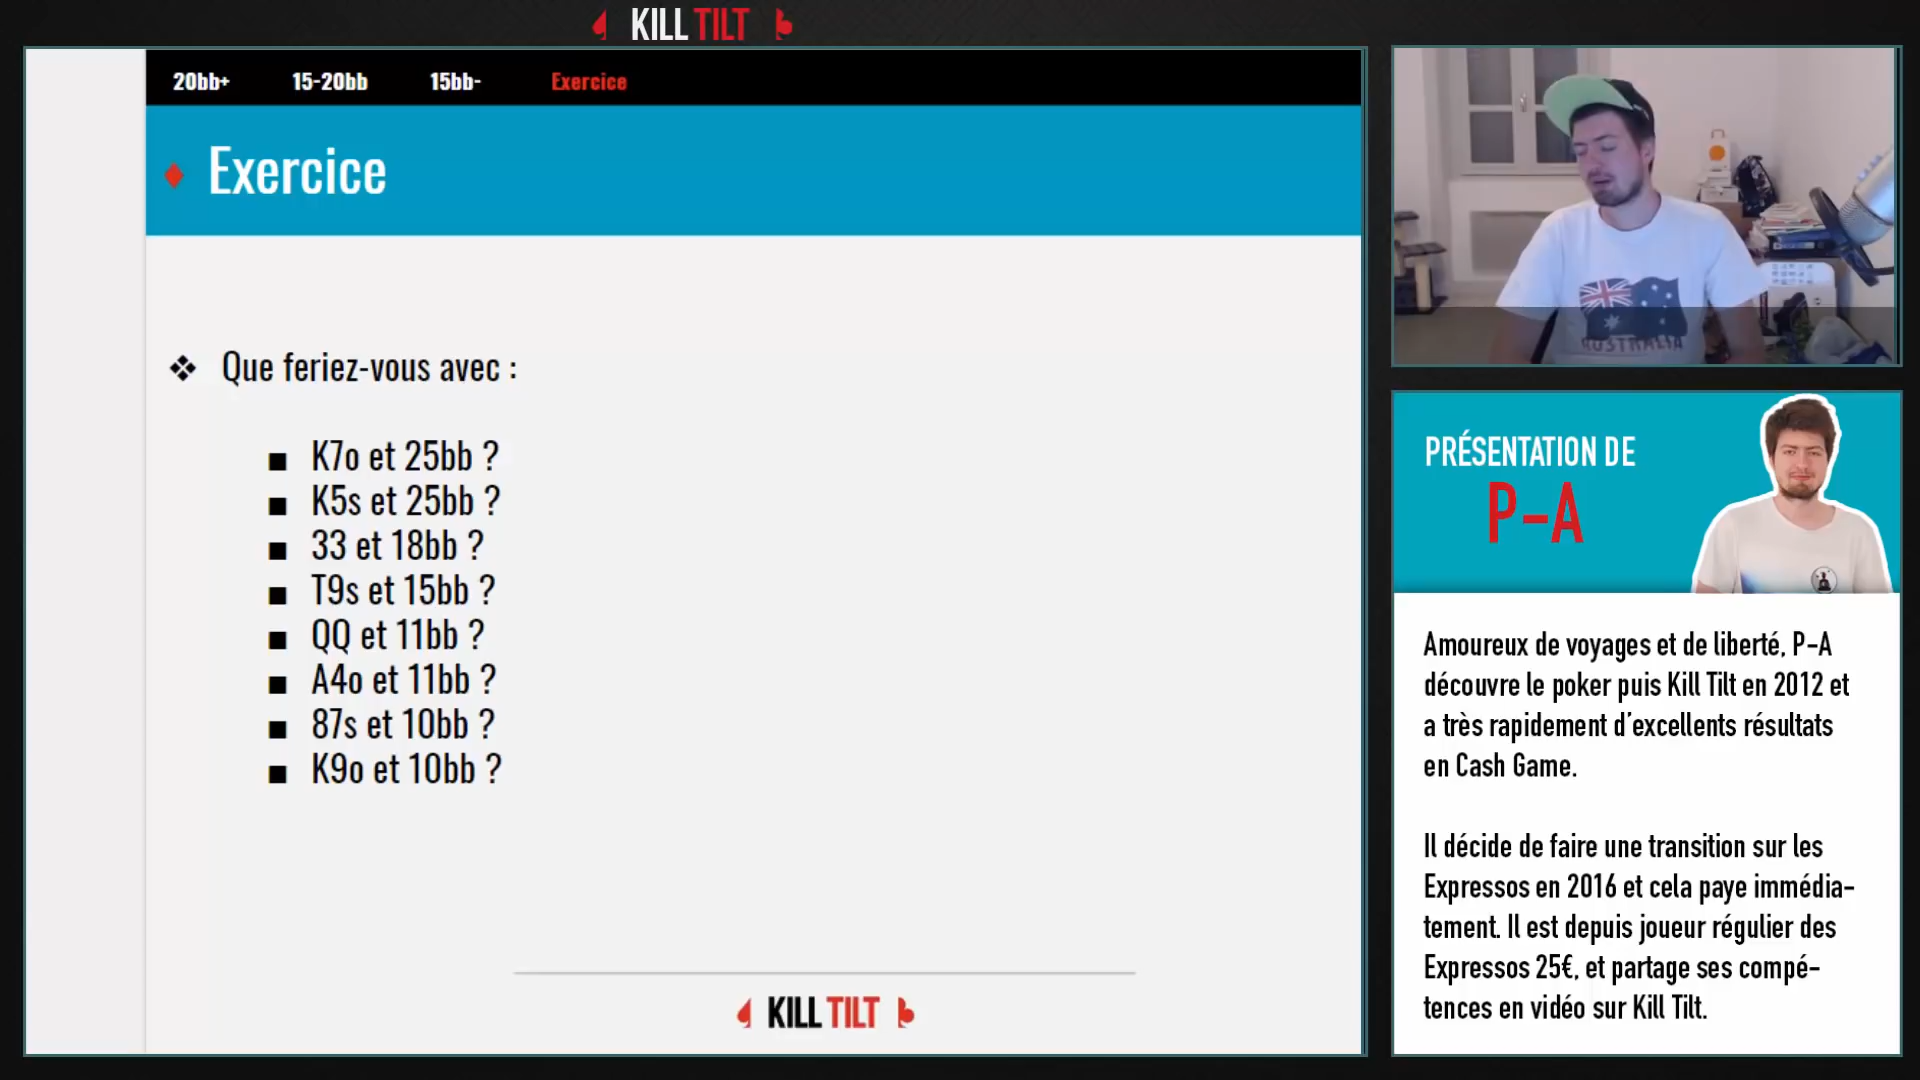 KILL TILT
20bb+ 15-20bb 15bb- Exercice
Exercice
Que feriez-vous avec :
K7o et 25bb ?
K5s et 25bb ?
33 et 18bb ?
T9s et 15bb ?
QQ et 11bb ?
A4o et 11bb ?
87s et 10bb ?
K9o et 10bb ?
KILL TILT
AUSTRALIA
PRÉSENTATION DE
P-A
Amoureux de voyages et de liberté, P-A
découvre le poker puis Kill Tilt en 2012 et
a très rapidement d’excellents résultats
en Cash Game.
Il décide de faire une transition sur les
Expressos en 2016 et cela paye immédia-
tement. Il est depuis joueur régulier des
Expressos 25€, et partage ses compé-
tences en vidéo sur Kill Tilt.